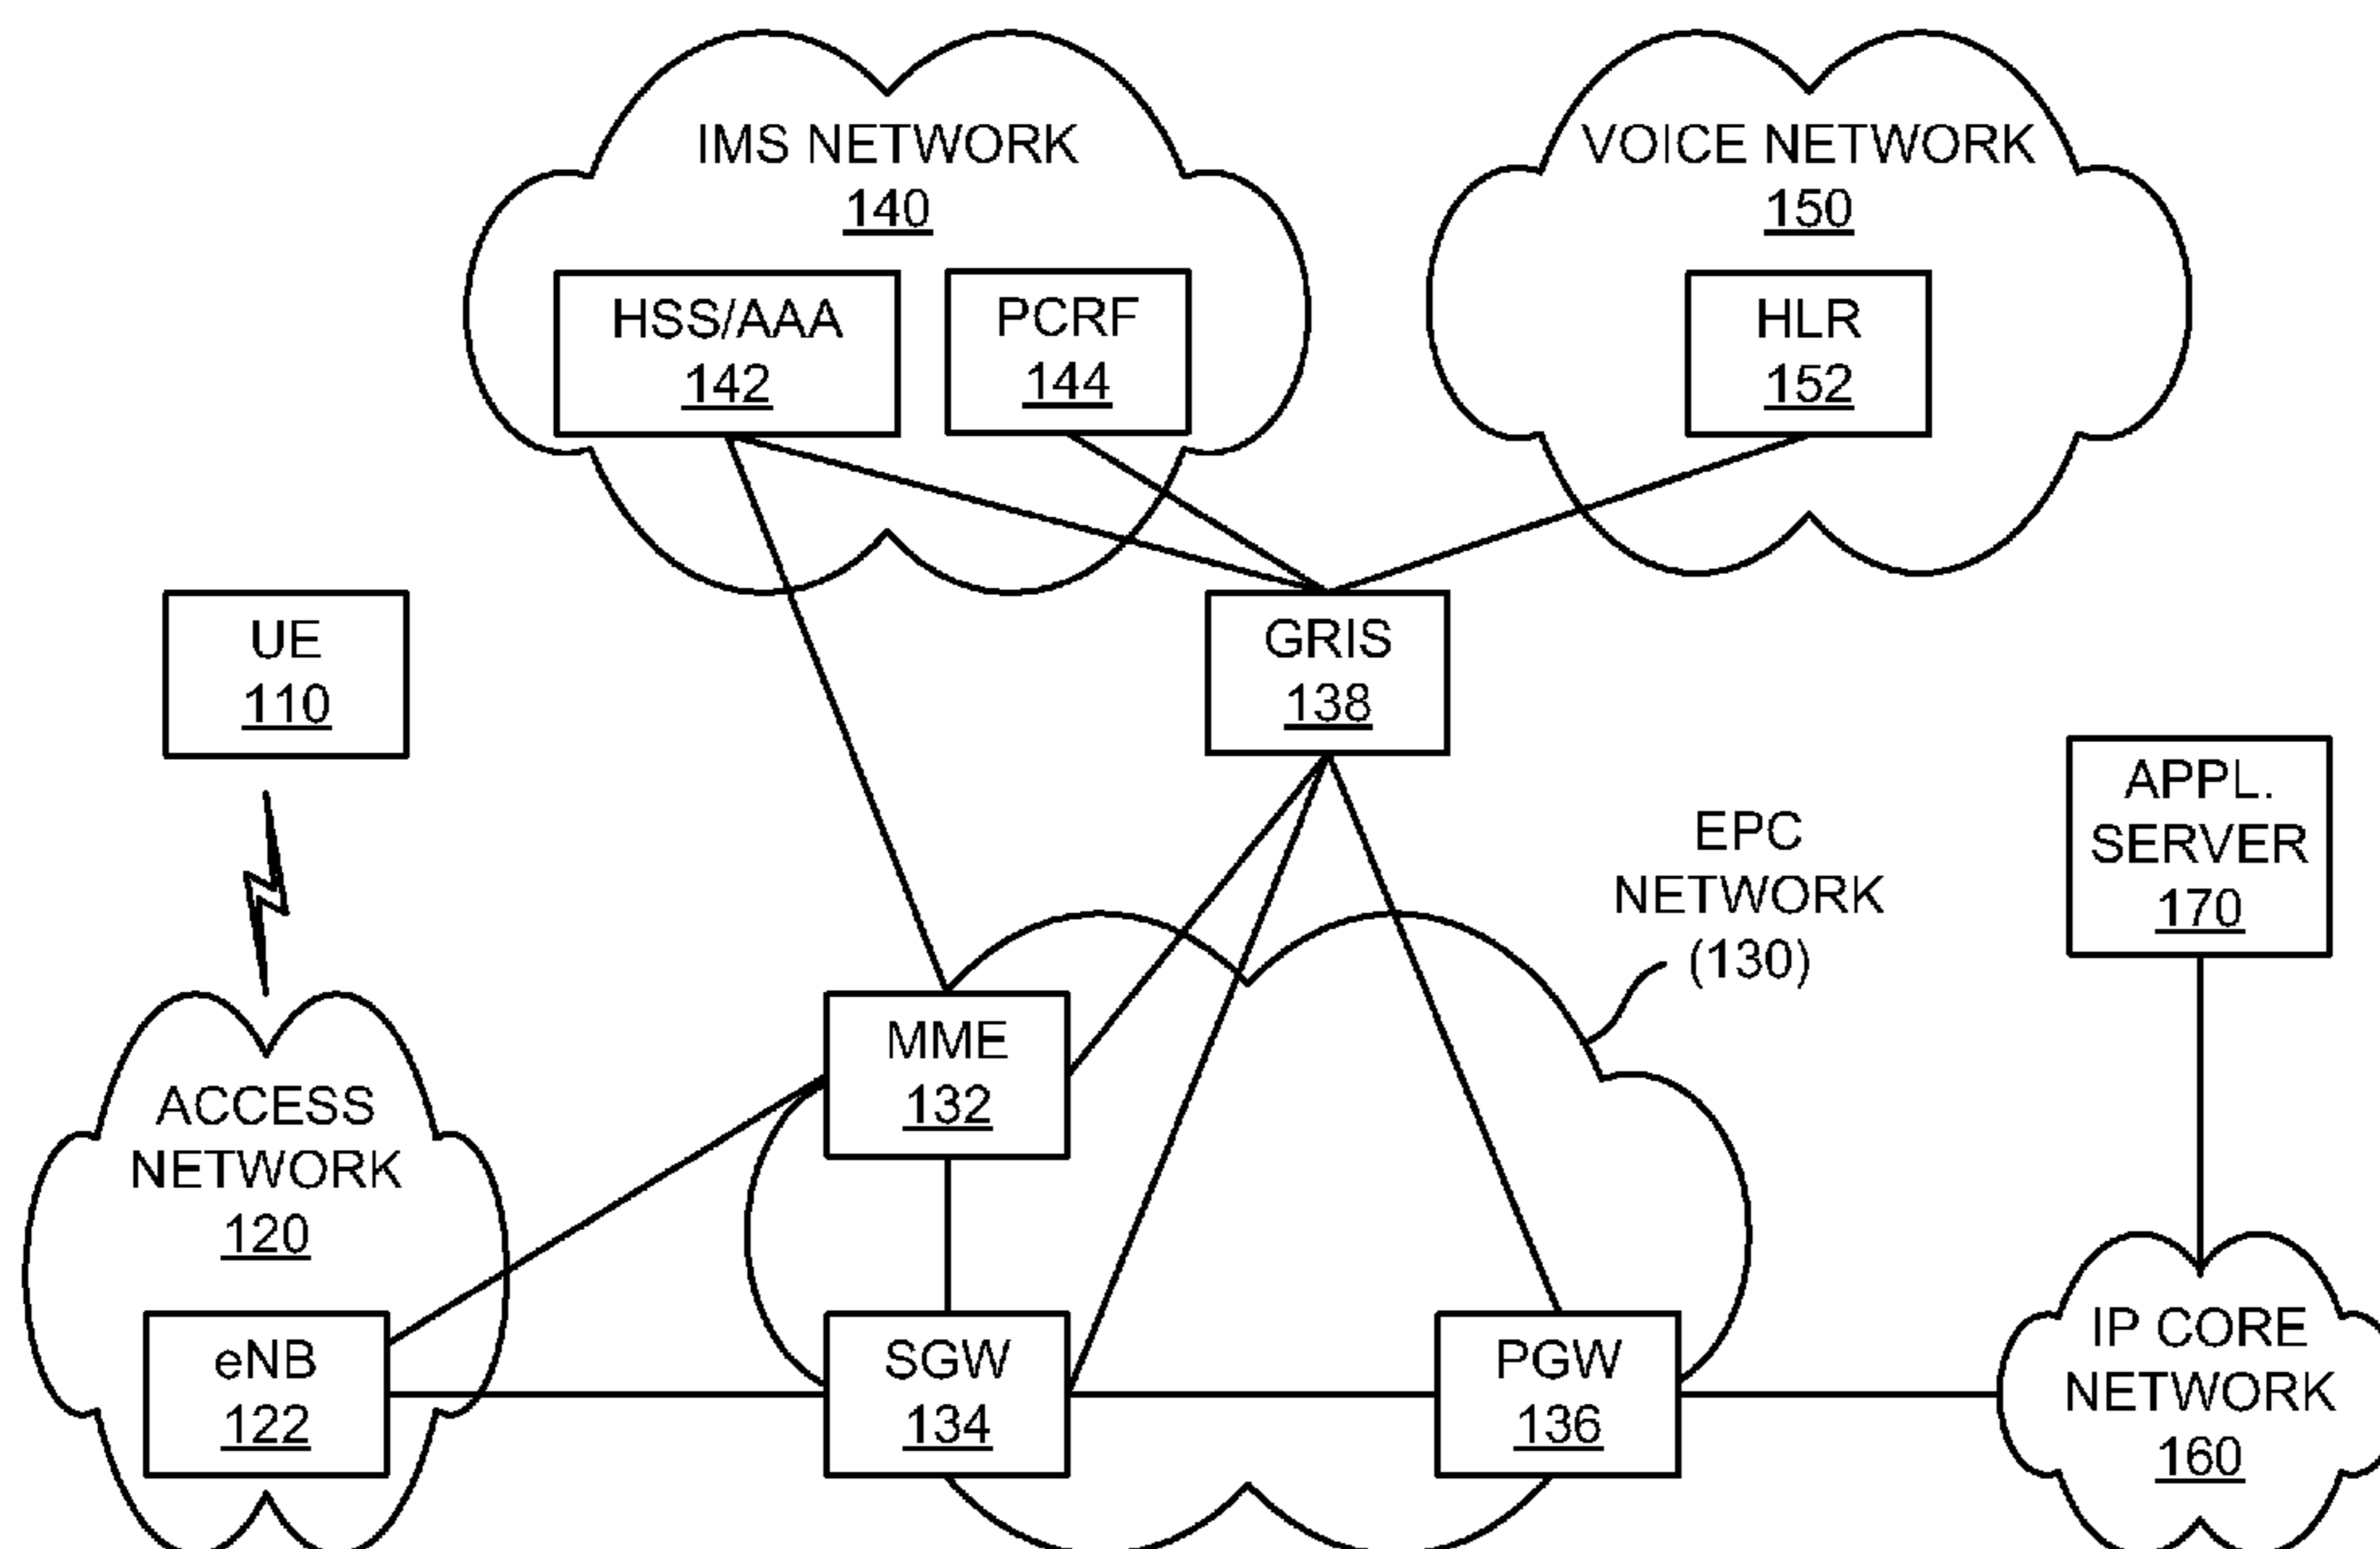 IMS NETWORK
140
HSS/AAA
142
PCRF
144
VOICE NETWORK
150
HLR
152
UE
110
GRIS
138
APPL.
SERVER
170
EPC
NETWORK
(130)
ACCESS
NETWORK
120
eNB
122
MME
132
SGW
134
PGW
136
IP CORE
NETWORK
160